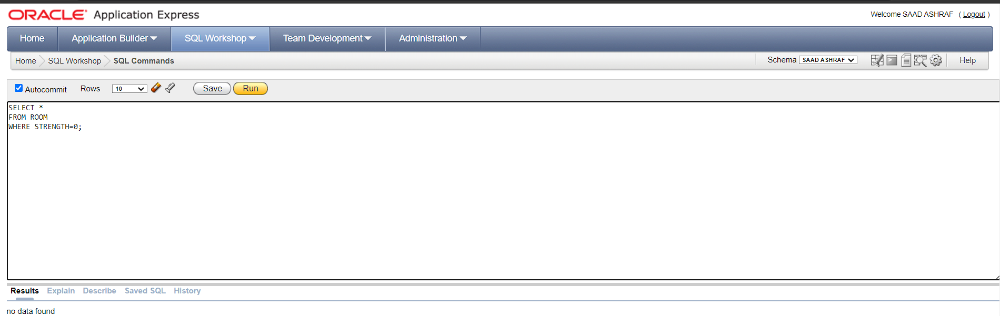 ORACLE® Application Express
Welcome SAAD ASHRAF ( Logout )
Home Application Builder SQL Workshop Team Development Administration
Home SQL Workshop SQL Commands Schema SAAD ASHRAF Help
Autocommit Rows 10 Save Run
SELECT *
FROM ROOM
WHERE STRENGTH=0;
Results Explain Describe Saved SQL History
no data found